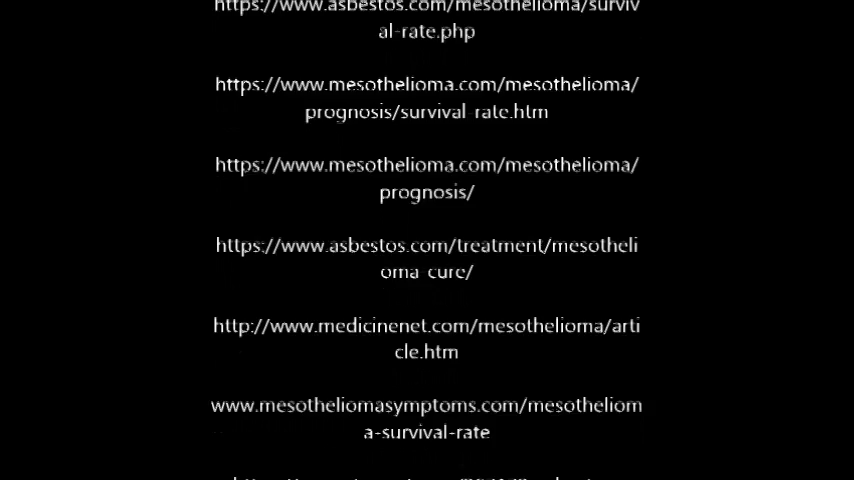 https://www.asbestos.com/mesothelioma/surviv
al-rate.php
https://www.mesothelioma.com/mesothelioma/
prognosis/survival-rate.htm
https://www.mesothelioma.com/mesothelioma/
prognosis/
https://www.asbestos.com/treatment/mesotheli
oma-cure/
http://www.medicinenet.com/mesothelioma/arti
cle.htm
www.mesotheliomasymptoms.com/mesotheliom
a-survival-rate